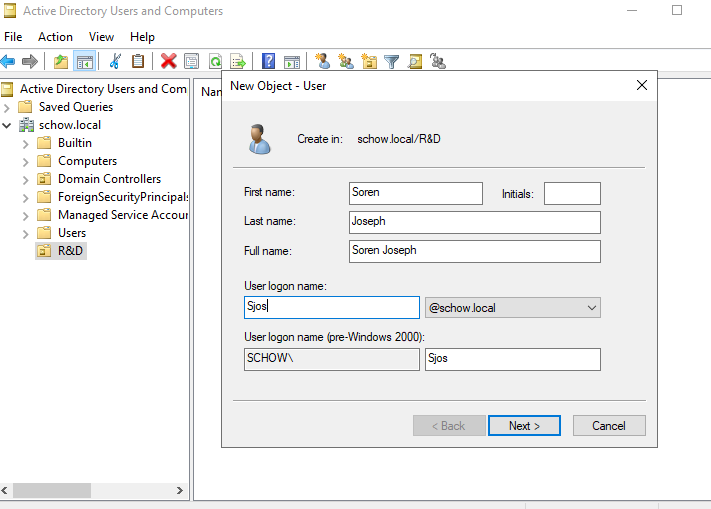 Active Directory Users and Computers
File Action View Help
Active Directory Users and Com
Saved Queries
schow.local
Builtin
Computers
Domain Controllers
ForeignSecurityPrincipals
Managed Service Accour
Users
R&D
Nan
New Object - User
Create in: schow.local/R&D
First name: Soren Initials:
Last name: Joseph
Full name: Soren Joseph
User logon name:
Sjos @schow.local
User logon name (pre-Windows 2000):
SCHOW\ Sjos
< Back Next > Cancel